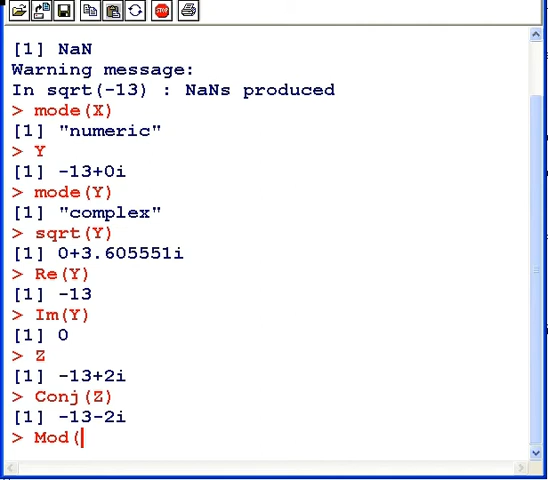 [1] NaN
Warning message:
In sqrt(-13) : NaNs produced
> mode(X)
[1] "numeric"
> Y
[1] -13+0i
> mode(Y)
[1] "complex"
> sqrt(Y)
[1] 0+3.605551i
> Re(Y)
[1] -13
> Im(Y)
[1] 0
> Z
[1] -13+2i
> Conj(Z)
[1] -13-2i
> Mod(